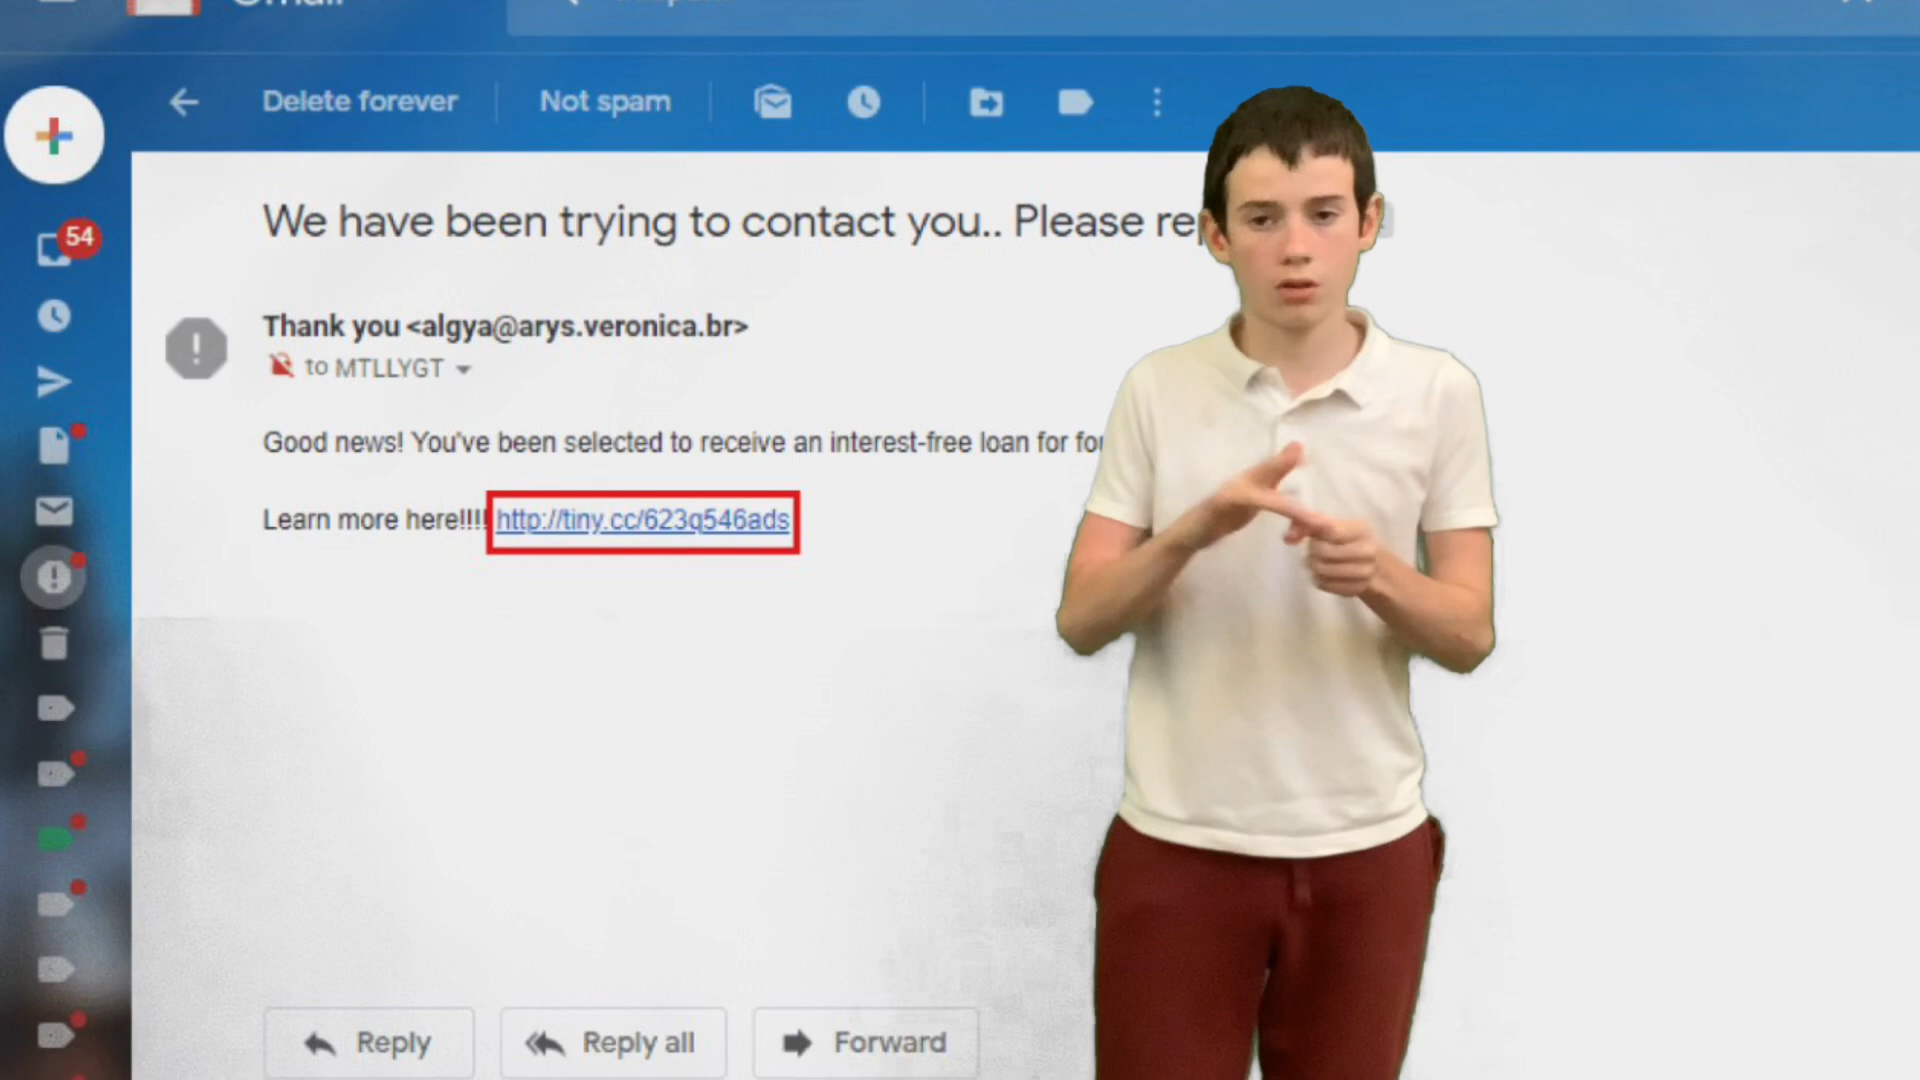 Delete forever
Not spam
54
We have been trying to contact you.. Please
Thank you <algya@arys.veronica.br>
to MTLLYGT
Good news! You've been selected to receive an interest-free loan for
Learn more here!!!! http://tiny.cc/623q546ads
Reply
Reply all
Forward